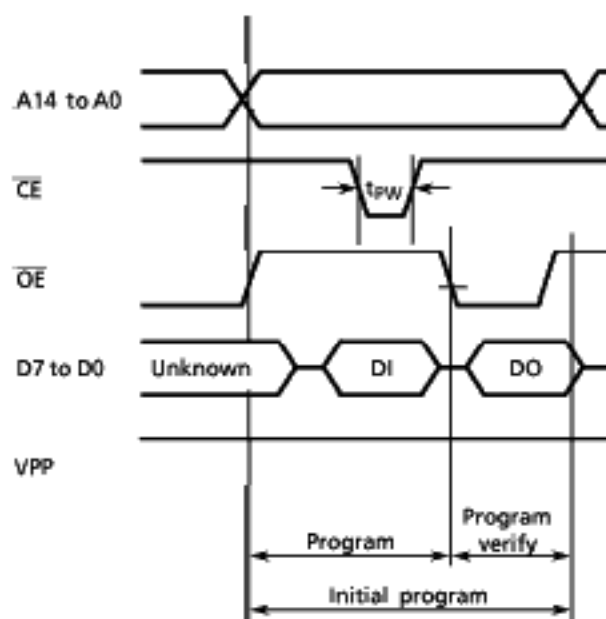 A14 to A0
CE
tPW
OE
D7 to D0
Unknown
DI
DO
VPP
Program
Program
verify
Initial program